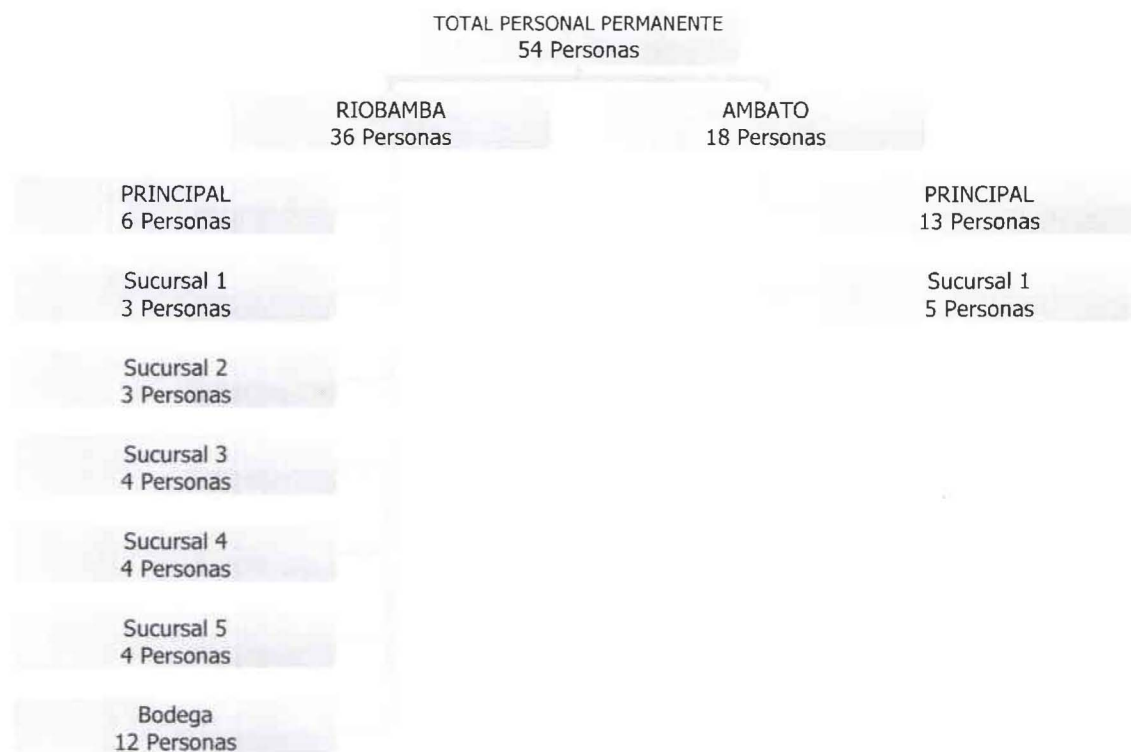 TOTAL PERSONAL PERMANENTE
54 Personas
RIOBAMBA
36 Personas
AMBATO
18 Personas
PRINCIPAL
6 Personas
Sucursal 1
3 Personas
Sucursal 2
3 Personas
Sucursal 3
4 Personas
Sucursal 4
4 Personas
Sucursal 5
4 Personas
Bodega
12 Personas
PRINCIPAL
13 Personas
Sucursal 1
5 Personas